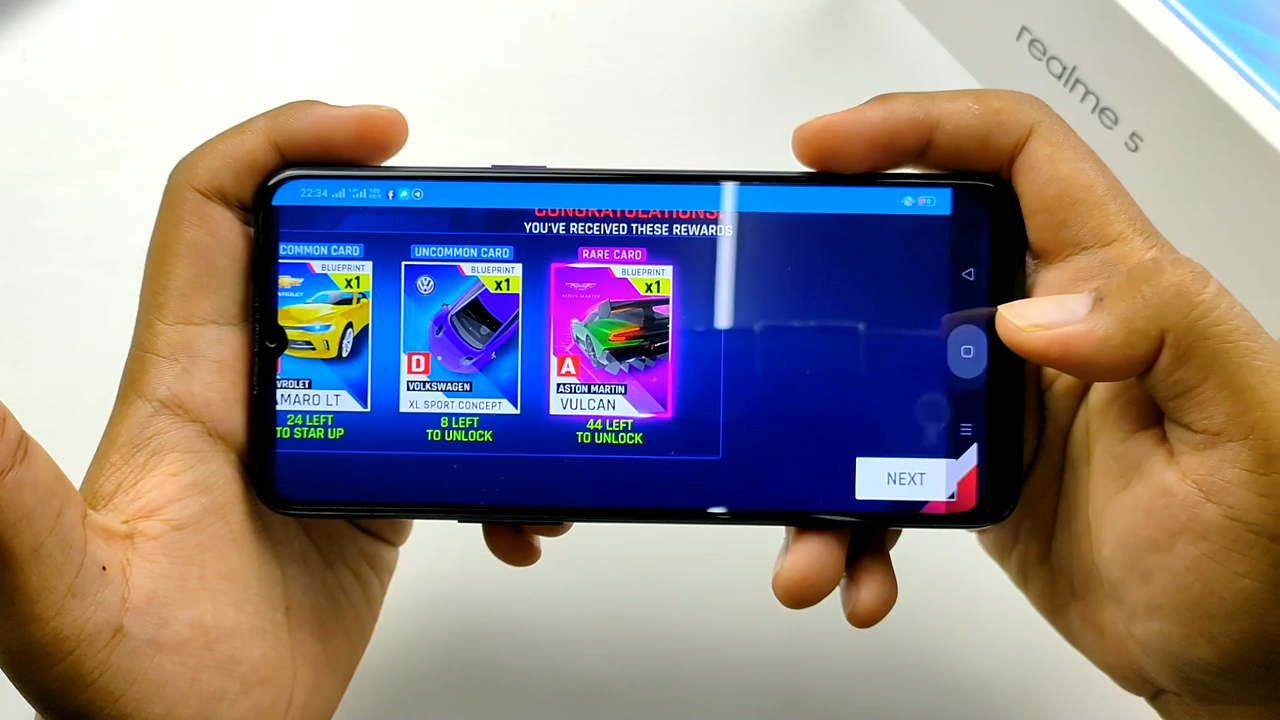 realme 5
22:34
CONGRATULATIONS
YOU'VE RECEIVED THESE REWARDS
COMMON CARD
BLUEPRINT
x1
VROLET
AMARO LT
24 LEFT
TO STAR UP
UNCOMMON CARD
BLUEPRINT
x1
D
VOLKSWAGEN
XL SPORT CONCEPT
8 LEFT
TO UNLOCK
RARE CARD
BLUEPRINT
x1
ASTON MARTIN
A
ASTON MARTIN
VULCAN
44 LEFT
TO UNLOCK
NEXT